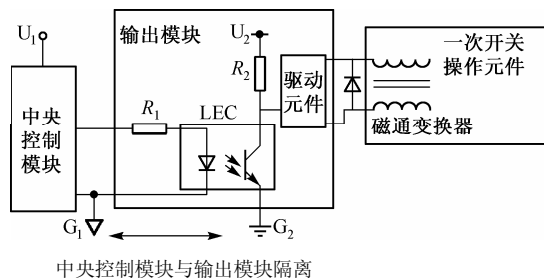 U₁
中央
控制
模块
输出模块
U₂
R₂
R₁
LEC
驱动
元件
一次开关
操作元件
磁通变换器
G₁
G₂
中央控制模块与输出模块隔离